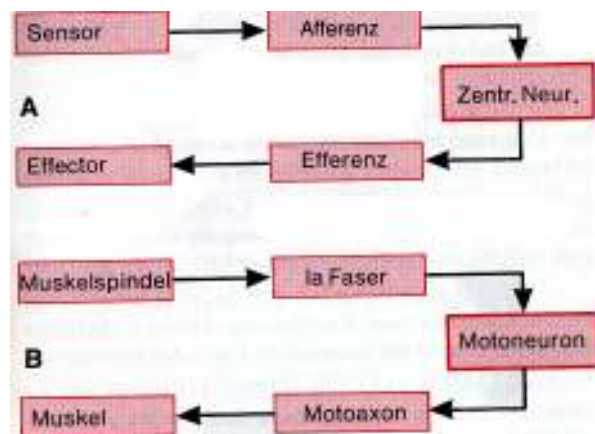 Sensor
Afferenz
Zentr. Neur.
A
Effector
Efferenz
Muskelspindel
Ia Faser
Motoneuron
B
Muskel
Motoaxon